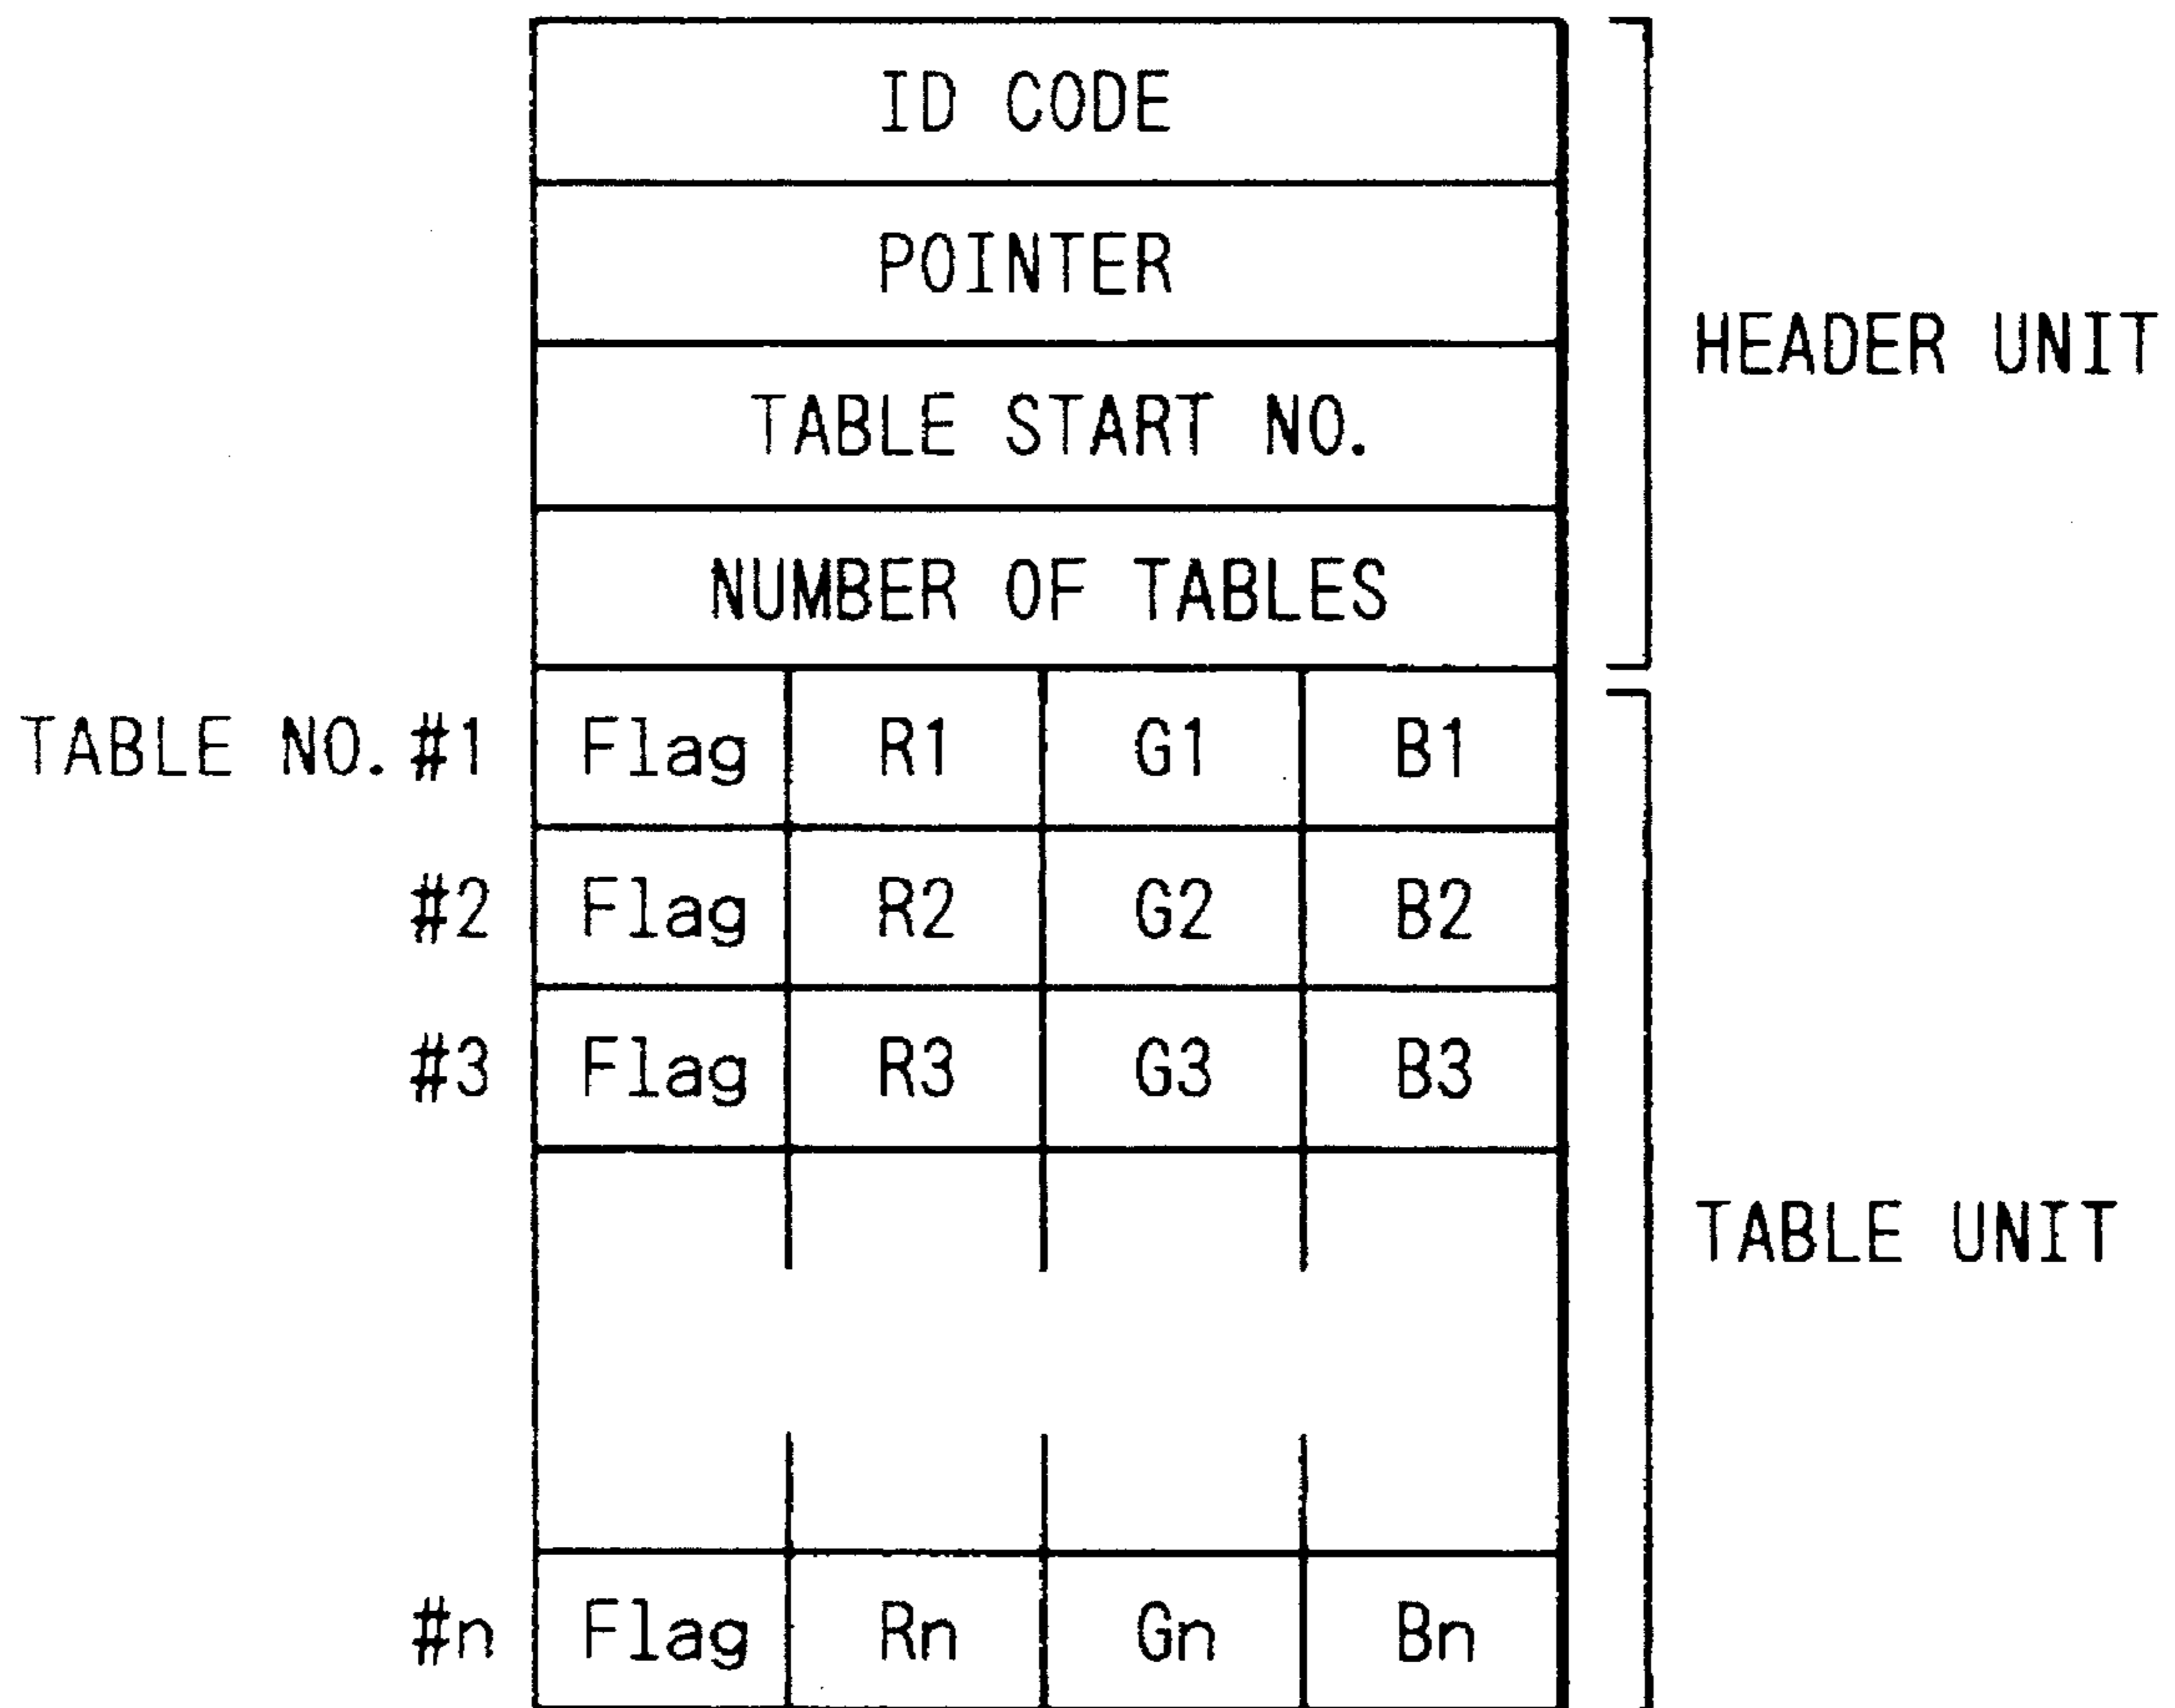 ID CODE
POINTER
HEADER UNIT
TABLE START NO.
NUMBER OF TABLES
TABLE NO. #1 Flag R1 G1 B1
#2 Flag R2 G2 B2
#3 Flag R3 G3 B3
TABLE UNIT
#n Flag Rn Gn Bn